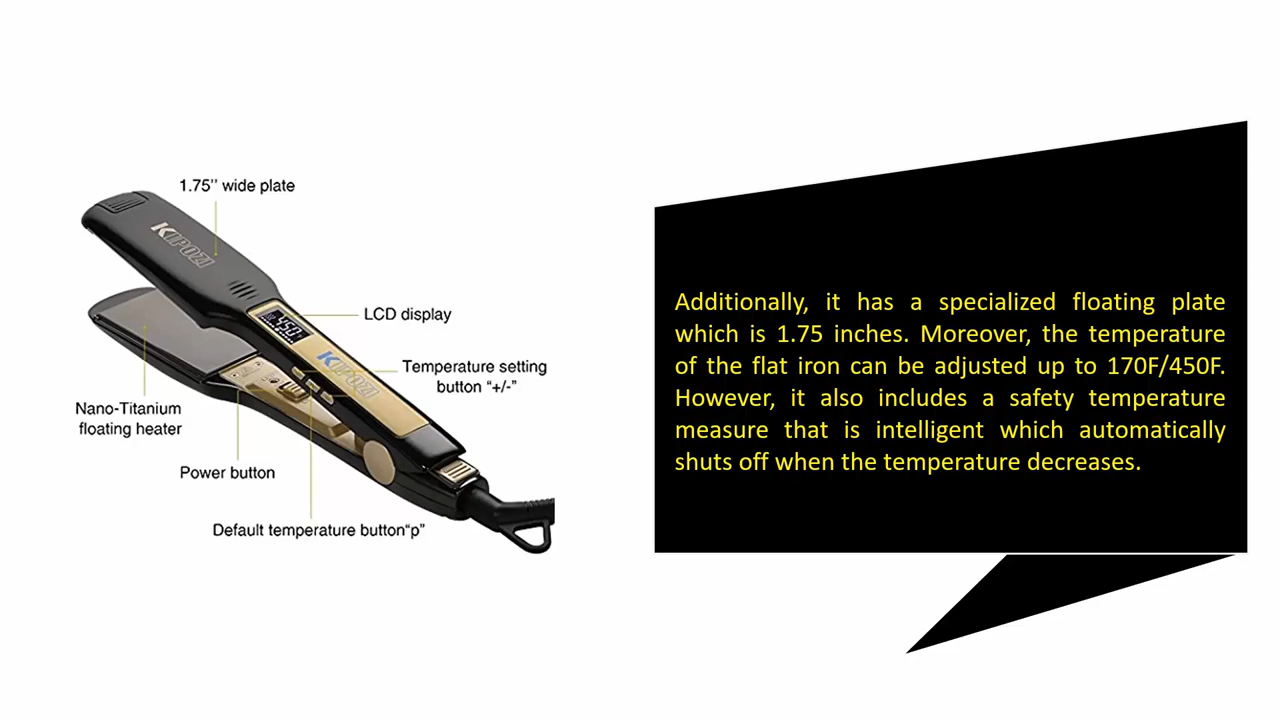 1.75'' wide plate
KIPOZI
LCD display
450
KIPOZI
Temperature setting
button “+/-”
Nano-Titanium
floating heater
Power button
Default temperature button“p”
Additionally, it has a specialized floating plate
which is 1.75 inches. Moreover, the temperature
of the flat iron can be adjusted up to 170F/450F.
However, it also includes a safety temperature
measure that is intelligent which automatically
shuts off when the temperature decreases.